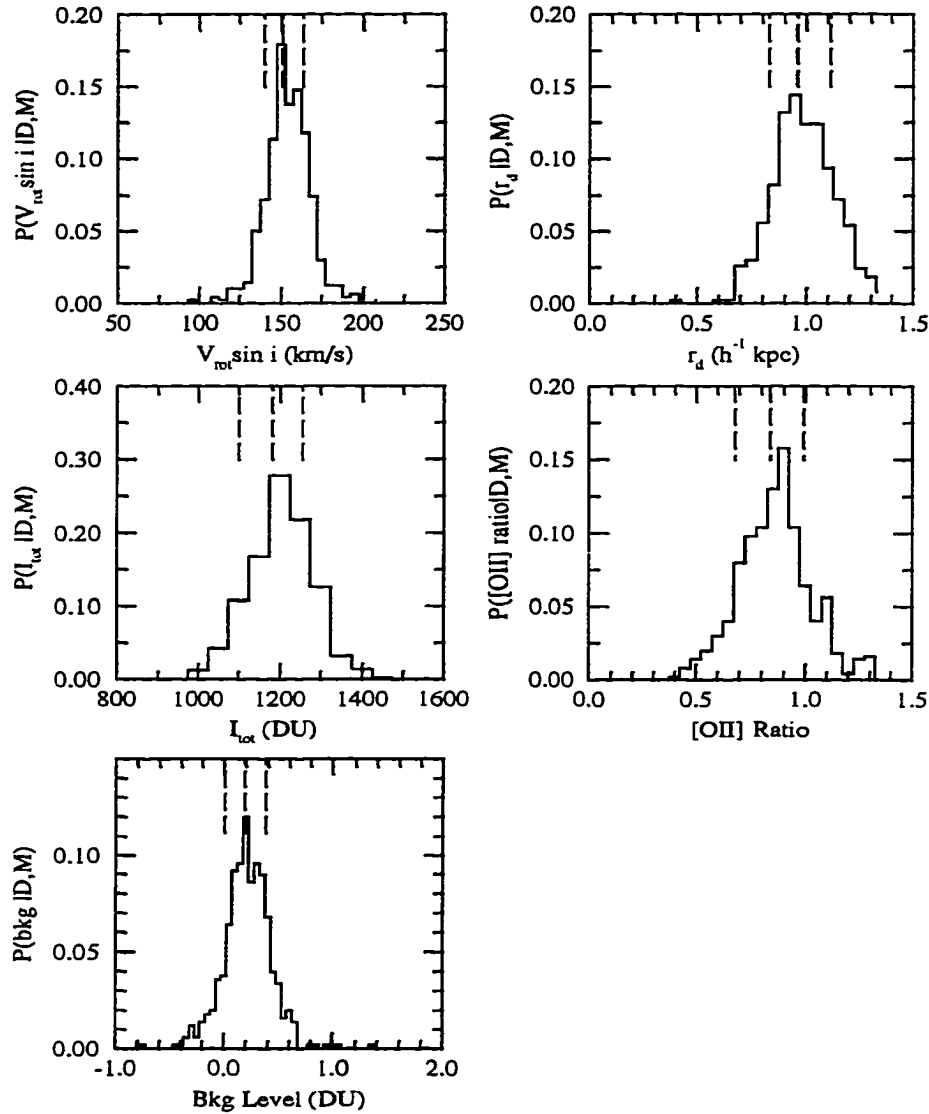 0.20 0.15 0.10 0.05 0.00
P(V_rot sin i |D,M)
50 100 150 200 250
V_rot sin i (km/s)
0.20 0.15 0.10 0.05 0.00
P(r_d |D,M)
0.0 0.5 1.0 1.5
r_d (h^-1 kpc)
0.40 0.30 0.20 0.10 0.00
P(I_tot |D,M)
800 1000 1200 1400 1600
I_tot (DU)
0.20 0.15 0.10 0.05 0.00
P([OII] ratio|D,M)
0.0 0.5 1.0 1.5
[OII] Ratio
0.10 0.05 0.00
P(bkg |D,M)
-1.0 0.0 1.0 2.0
Bkg Level (DU)